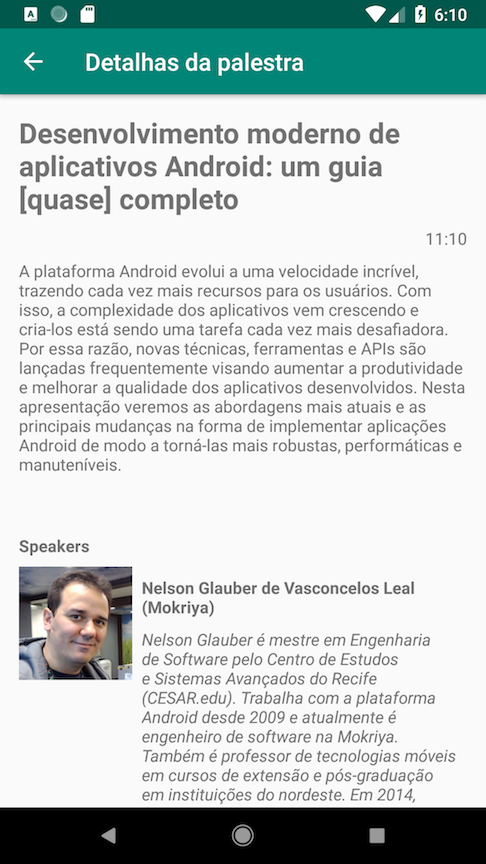 A
6:10
Detalhas da palestra
Desenvolvimento moderno de
aplicativos Android: um guia
[quase] completo
11:10
A plataforma Android evolui a uma velocidade incrível,
trazendo cada vez mais recursos para os usuários. Com
isso, a complexidade dos aplicativos vem crescendo e
cria-los está sendo uma tarefa cada vez mais desafiadora.
Por essa razão, novas técnicas, ferramentas e APIs são
lançadas frequentemente visando aumentar a produtividade
e melhorar a qualidade dos aplicativos desenvolvidos. Nesta
apresentação veremos as abordagens mais atuais e as
principais mudanças na forma de implementar aplicações
Android de modo a torná-las mais robustas, performáticas e
manuteníveis.
Speakers
Nelson Glauber de Vasconcelos Leal
(Mokriya)
Nelson Glauber é mestre em Engenharia
de Software pelo Centro de Estudos
e Sistemas Avançados do Recife
(CESAR.edu). Trabalha com a plataforma
Android desde 2009 e atualmente é
engenheiro de software na Mokriya.
Também é professor de tecnologias móveis
em cursos de extensão e pós-graduação
em instituições do nordeste. Em 2014,